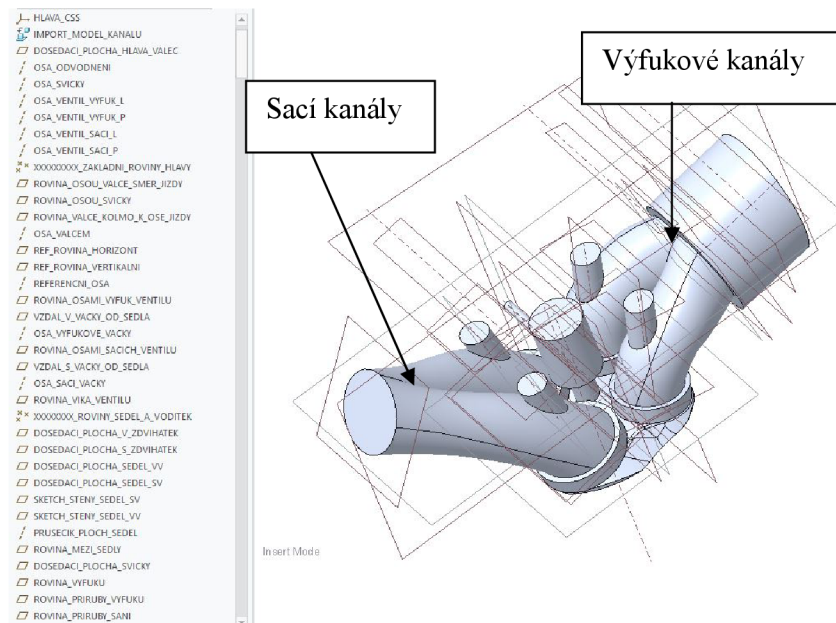 HLAVA_CSS
IMPORT_MODEL_KANALU
DOSEDACI_PLOCHA_HLAVA_VALEC
OSA_ODVODNENI
OSA_SVICKY
OSA_VENTIL_VYFUK_L
OSA_VENTIL_VYFUK_P
OSA_VENTIL_SACI_L
OSA_VENTIL_SACI_P
XXXXXXXXX_ZAKLADNI_ROVINY_HLAVY
ROVINA_OSOU_VALCE_SMER_JIZDY
ROVINA_OSOU_SVICKY
ROVINA_VALCE_KOLMO_K_OSE_JIZDY
OSA_VALCEM
REF_ROVINA_HORIZONT
REF_ROVINA_VERTIKALNI
REFERENCNI_OSA
ROVINA_OSAMI_VYFUK_VENTILU
VZDAL_V_VACKY_OD_SEDLA
OSA_VYFUKOVE_VACKY
ROVINA_OSAMI_SACICH_VENTILU
VZDAL_S_VACKY_OD_SEDLA
OSA_SACI_VACKY
ROVINA_VIKA_VENTILU
XXXXXXXX_ROVINY_SEDEL_A_VODITEK
DOSEDACI_PLOCHA_V_ZDVIHATEK
DOSEDACI_PLOCHA_S_ZDVIHATEK
DOSEDACI_PLOCHA_SEDEL_VV
DOSEDACI_PLOCHA_SEDEL_SV
SKETCH_STENY_SEDEL_SV
SKETCH_STENY_SEDEL_VV
PRUSECIK_PLOCH_SEDEL
ROVINA_MEZI_SEDLY
DOSEDACI_PLOCHA_SVICKY
ROVINA_VYFUKU
ROVINA_PRIRUBY_VYFUKU
ROVINA_PRIRUBY_SANI
Výfukové kanály
Sací kanály
Insert Mode